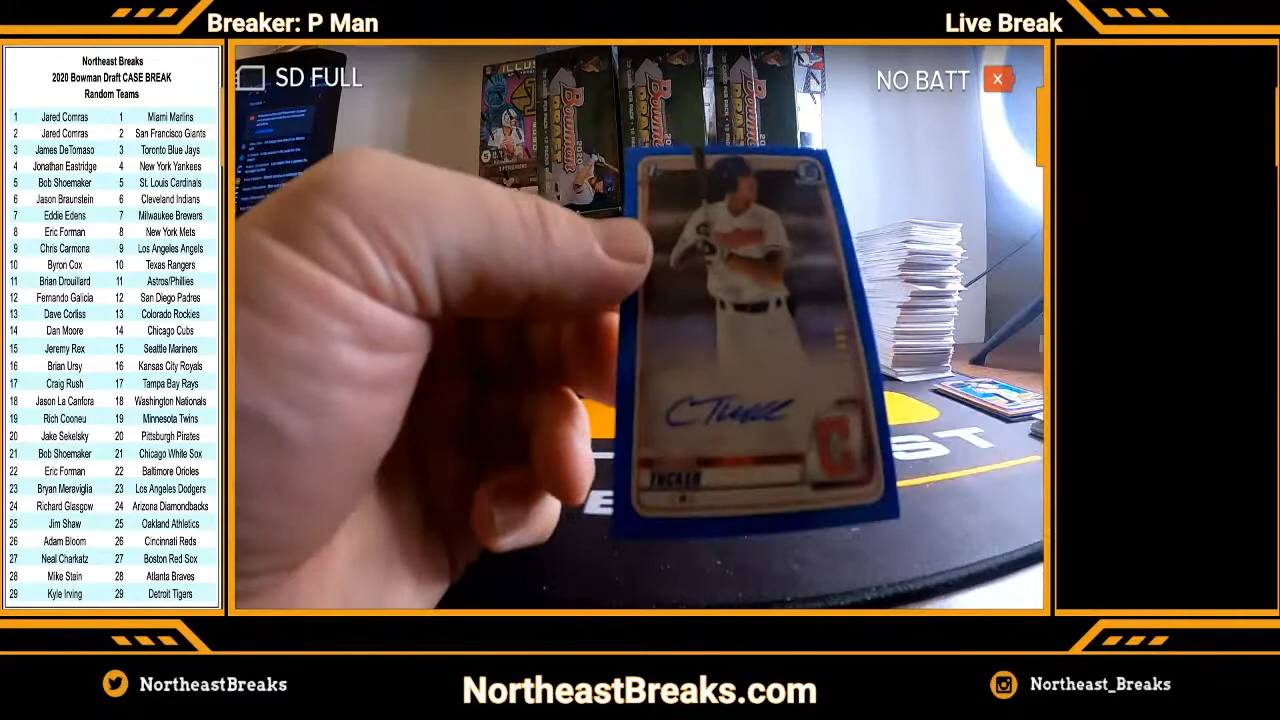 Breaker: P Man
Live Break
Northeast Breaks
2020 Bowman Draft CASE BREAK
Random Teams
1 Jared Comras 1 Miami Marlins
2 Jared Comras 2 San Francisco Giants
3 James DeTomaso 3 Toronto Blue Jays
4 Jonathan Eastridge 4 New York Yankees
5 Bob Shoemaker 5 St. Louis Cardinals
6 Jason Braunstein 6 Cleveland Indians
7 Eddie Edens 7 Milwaukee Brewers
8 Eric Forman 8 New York Mets
9 Chris Carmona 9 Los Angeles Angels
10 Byron Cox 10 Texas Rangers
11 Brian Drouillard 11 Astros/Phillies
12 Fernando Galicia 12 San Diego Padres
13 Dave Corliss 13 Colorado Rockies
14 Dan Moore 14 Chicago Cubs
15 Jeremy Rex 15 Seattle Mariners
16 Brian Ursy 16 Kansas City Royals
17 Craig Rush 17 Tampa Bay Rays
18 Jason La Canfora 18 Washington Nationals
19 Rich Cooneu 19 Minnesota Twins
20 Jake Sekelsky 20 Pittsburgh Pirates
21 Bob Shoemaker 21 Chicago White Sox
22 Eric Forman 22 Baltimore Orioles
23 Bryan Meraviglia 23 Los Angeles Dodgers
24 Richard Glasgow 24 Arizona Diamondbacks
25 Jim Shaw 25 Oakland Athletics
26 Adam Bloom 26 Cincinnati Reds
27 Neal Charkatz 27 Boston Red Sox
28 Mike Stein 28 Atlanta Braves
29 Kyle Irving 29 Detroit Tigers
SD FULL
NO BATT
Bowman
Bowman
Bowman
2020
TUCKER
C
ST
NortheastBreaks
NortheastBreaks.com
Northeast_Breaks